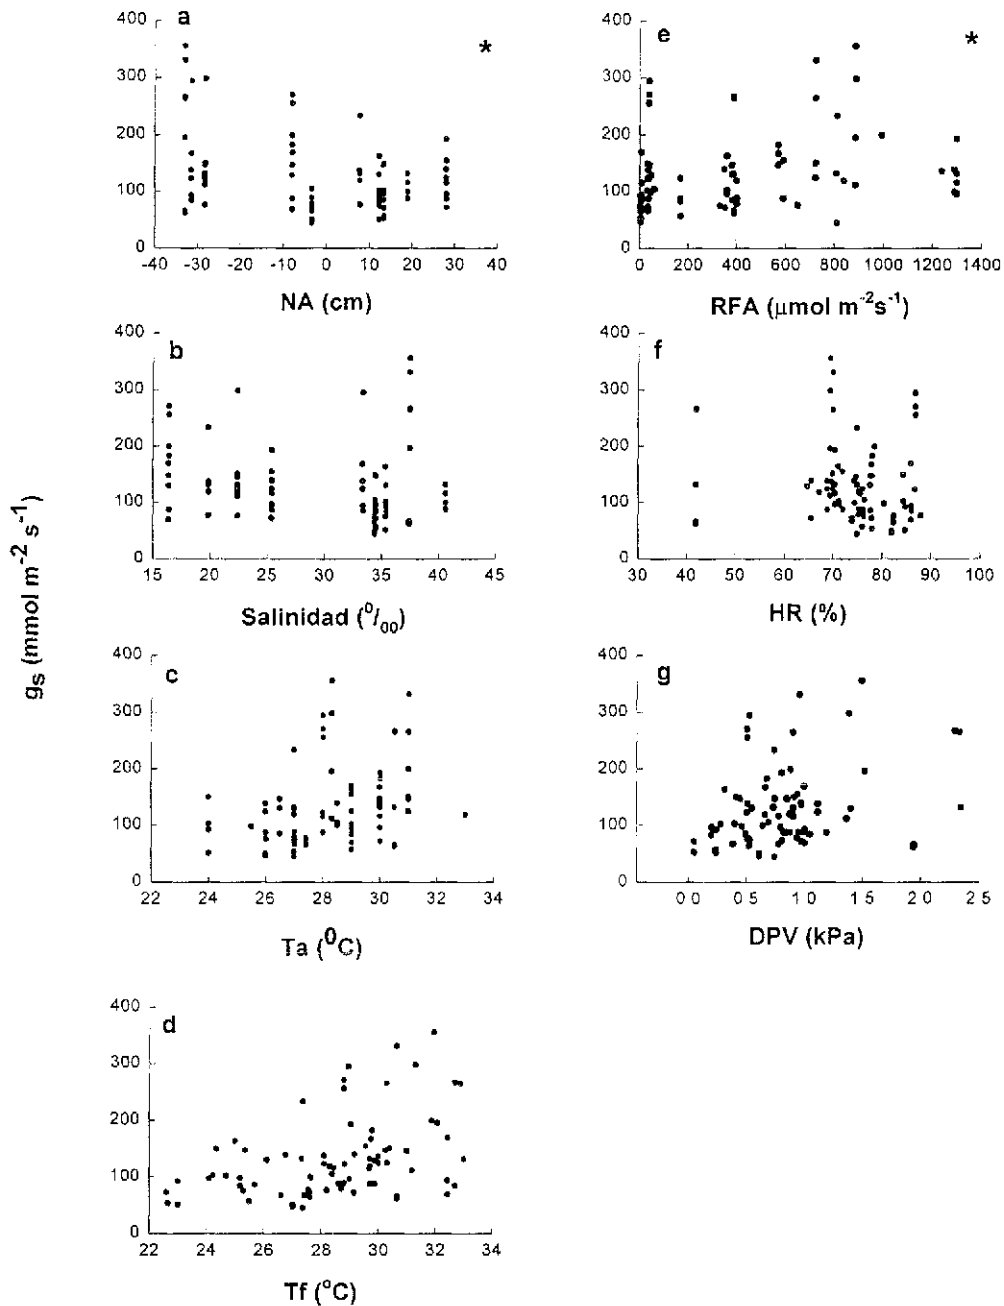 a
*
400
300
200
100
0
-40 -30 -20 -10 0 10 20 30 40
NA (cm)
e
*
400
300
200
100
0
0 200 400 600 800 1000 1200 1400
RFA (μmol m⁻²s⁻¹)
b
400
300
200
100
0
15 20 25 30 35 40 45
Salinidad (⁰/₀₀)
f
400
300
200
100
0
30 40 50 60 70 80 90 100
HR (%)
gs (mmol m⁻² s⁻¹)
c
400
300
200
100
0
22 24 26 28 30 32 34
Ta (⁰C)
g
400
300
200
100
0
0 0 0 5 1 0 1 5 2 0 2 5
DPV (kPa)
d
400
300
200
100
0
22 24 26 28 30 32 34
Tf (°C)